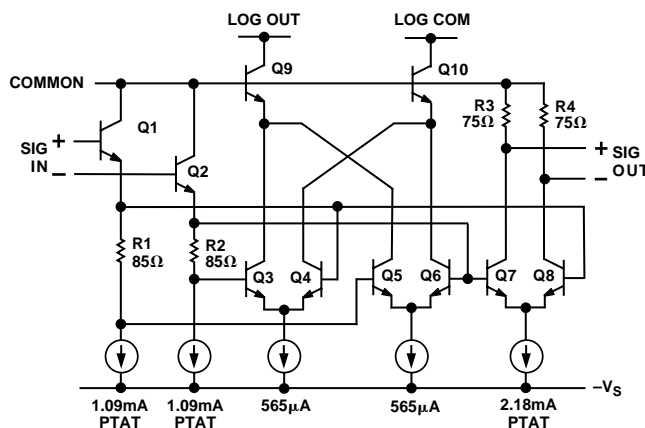 LOG OUT
LOG COM
COMMON
Q9
Q10
R3
75Ω
R4
75Ω
Q1
+
SIG
IN
–
Q2
+
SIG
OUT
–
R1
85Ω
R2
85Ω
Q3
Q4
Q5
Q6
Q7
Q8
–VS
1.09mA
PTAT
1.09mA
PTAT
565µA
565µA
2.18mA
PTAT